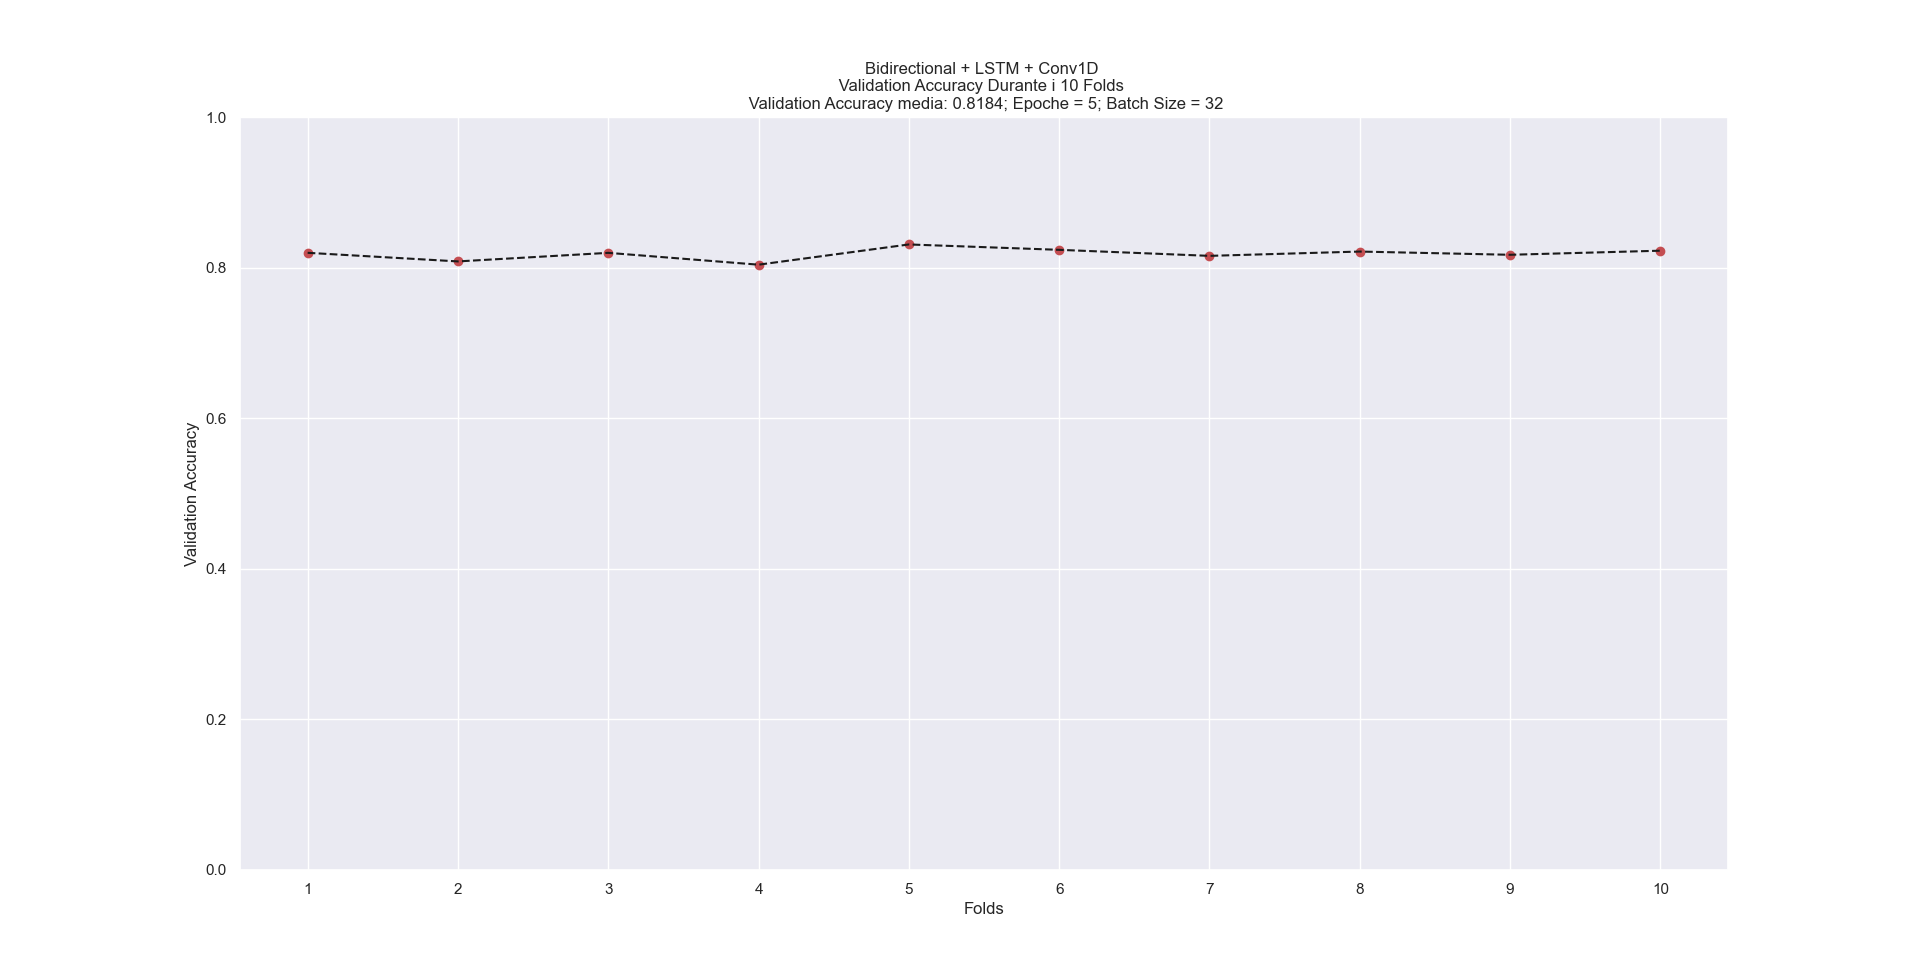 Bidirectional + LSTM + Conv1D
Validation Accuracy Durante i 10 Folds
Validation Accuracy media: 0.8184; Epoche = 5; Batch Size = 32
1.0
0.8
0.6
0.4
0.2
0.0
Validation Accuracy
1 2 3 4 5 6 7 8 9 10
Folds